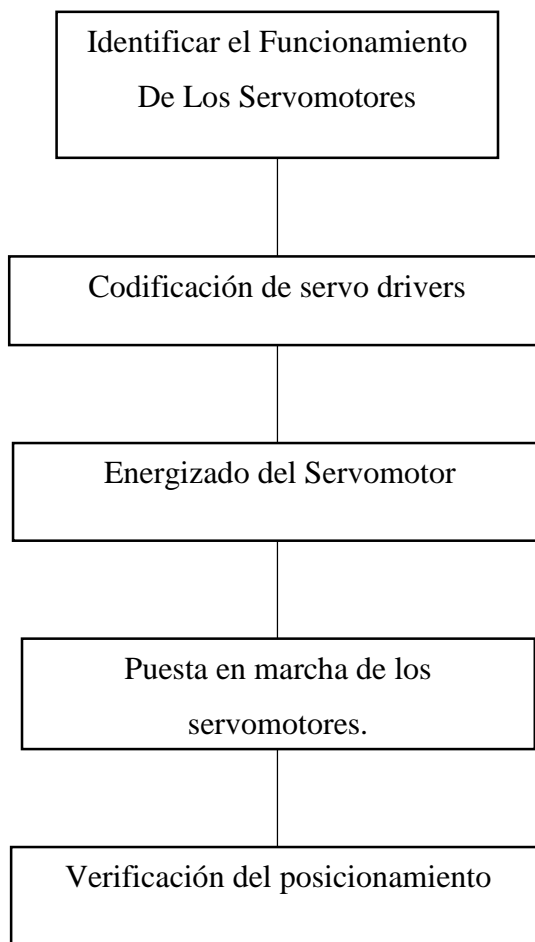 Identificar el Funcionamiento
De Los Servomotores
Codificación de servo drivers
Energizado del Servomotor
Puesta en marcha de los
servomotores.
Verificación del posicionamiento